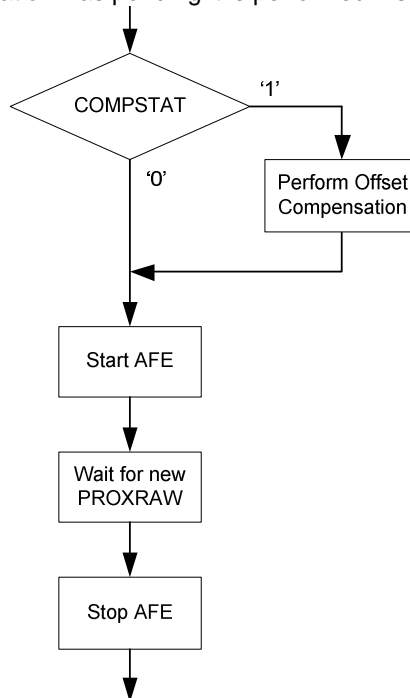 COMPSTAT
'1'
'0'
Perform Offset
Compensation
Start AFE
Wait for new
PROXRAW
Stop AFE